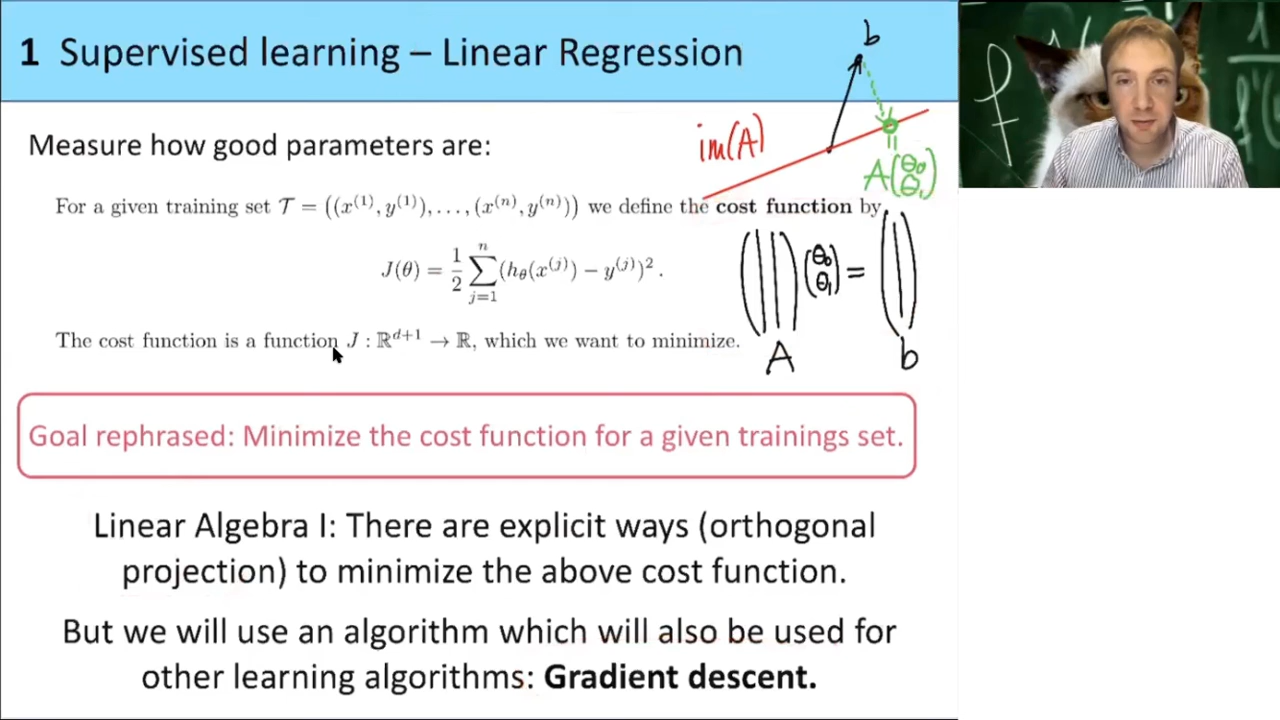 1 Supervised learning – Linear Regression
Measure how good parameters are:
For a given training set 𝒯 = ((x^(1), y^(1)), . . . , (x^(n), y^(n))) we define the cost function by
J(θ) = 1/2 ∑_{j=1}^{n} (h_θ(x^(j)) − y^(j))² .
The cost function is a function J : ℝ^{d+1} → ℝ, which we want to minimize.
b
im(A)
=
A(θ₀ θ₁)
( ) (θ₀ θ₁) = ( )
A b
Goal rephrased: Minimize the cost function for a given trainings set.
Linear Algebra I: There are explicit ways (orthogonal
projection) to minimize the above cost function.
But we will use an algorithm which will also be used for
other learning algorithms: Gradient descent.